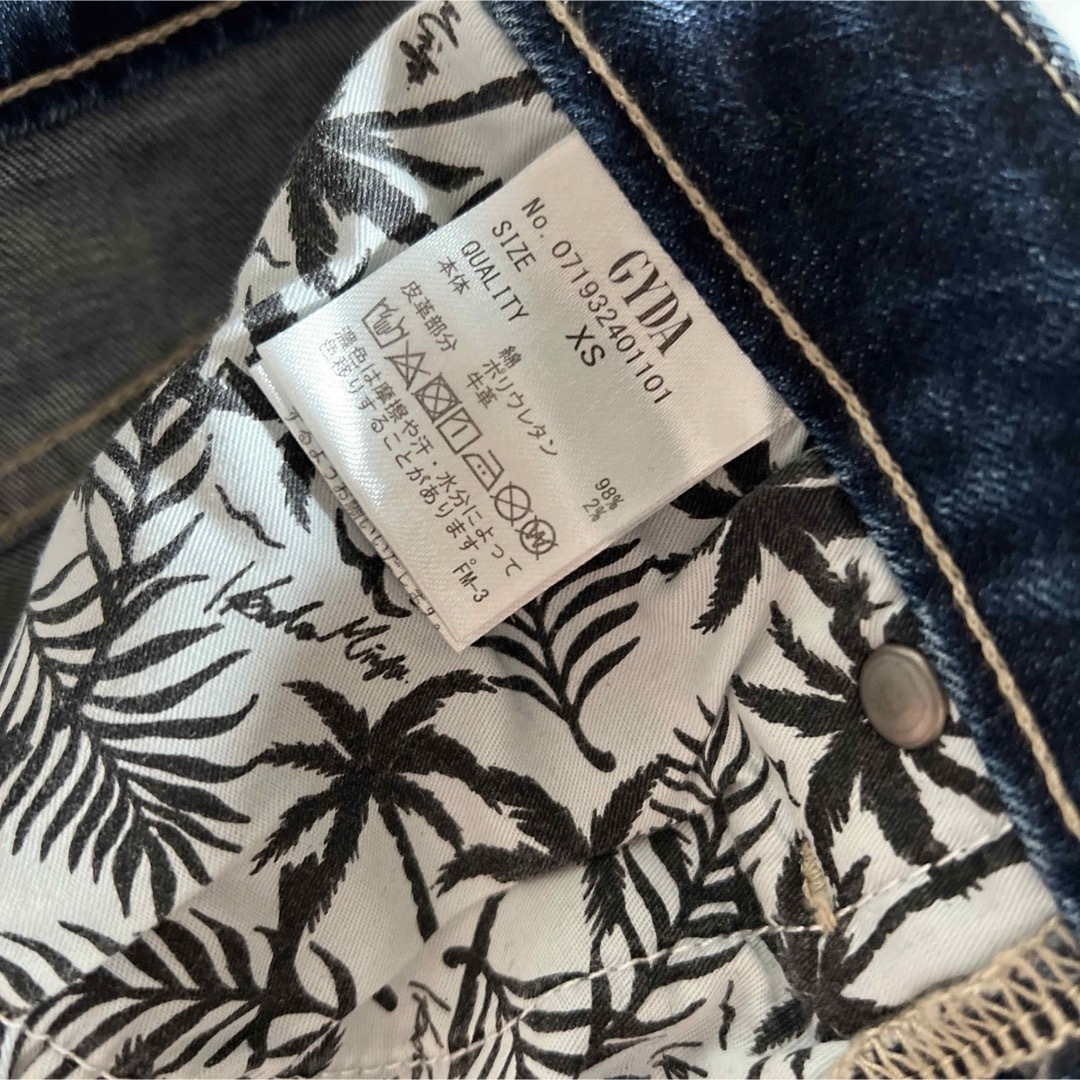 GYDA
No. 071932401101
SIZE XS
QUALITY
本体 綿 98%
ポリウレタン 2%
皮革部分 牛革
濃色は摩擦や汗・水分によって
色移りすることがあります。
FM-3